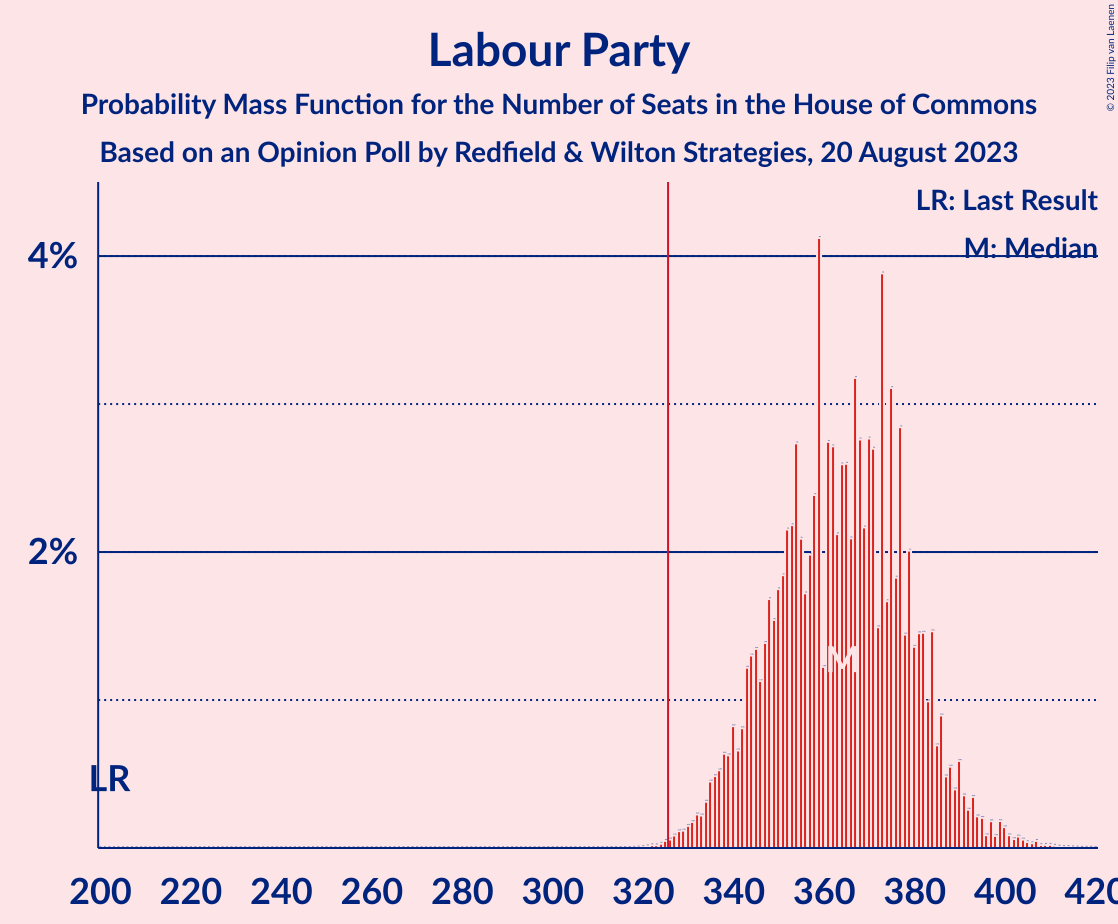 © 2023 Filip van Laenen
Labour Party
Probability Mass Function for the Number of Seats in the House of Commons
Based on an Opinion Poll by Redfield & Wilton Strategies, 20 August 2023
LR: Last Result
M: Median
4%
2%
M
LR
200 220 240 260 280 300 320 340 360 380 400 420